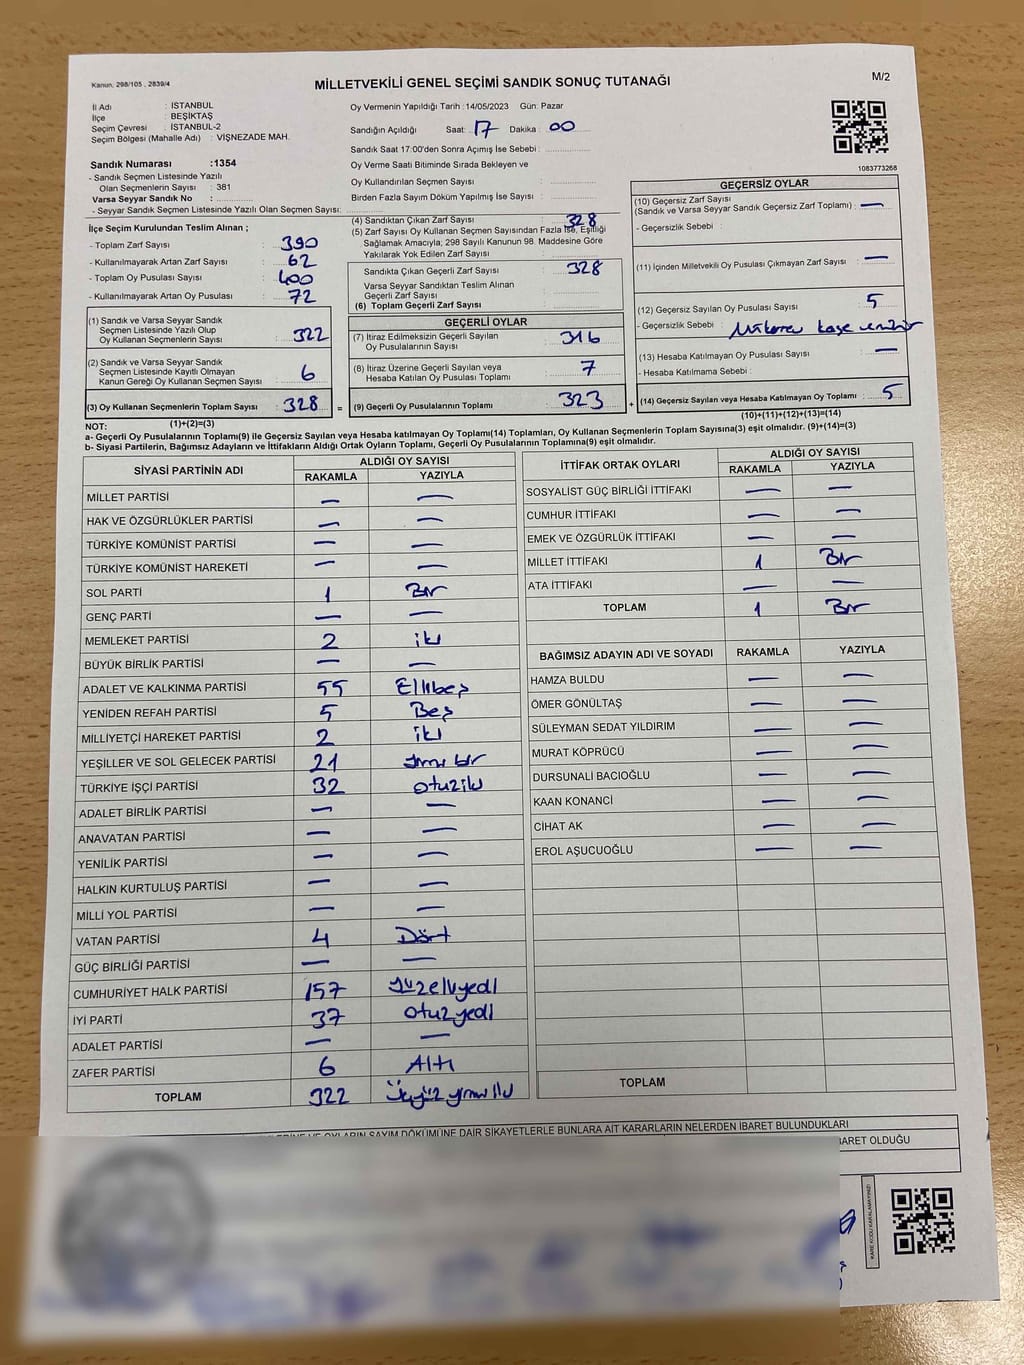 Kanun, 298/105 , 2839/4
MİLLETVEKİLİ GENEL SEÇİMİ SANDIK SONUÇ TUTANAĞI
M/2
İl Adı : İSTANBUL
İlçe : BEŞİKTAŞ
Seçim Çevresi : İSTANBUL-2
Seçim Bölgesi (Mahalle Adı) : VİŞNEZADE MAH.
Oy Vermenin Yapıldığı Tarih :14/05/2023 Gün: Pazar
Sandığın Açıldığı Saat: 17 Dakika : 00
Sandık Saat 17:00'den Sonra Açımış İse Sebebi :
Oy Verme Saati Bitiminde Sırada Bekleyen ve
Oy Kullandırılan Seçmen Sayısı :
Birden Fazla Sayım Döküm Yapılmış İse Sayısı :
1083773268
Sandık Numarası :1354
- Sandık Seçmen Listesinde Yazılı
Olan Seçmenlerin Sayısı : 381
Varsa Seyyar Sandık No :
- Seyyar Sandık Seçmen Listesinde Yazılı Olan Seçmen Sayısı:
İlçe Seçim Kurulundan Teslim Alınan ;
- Toplam Zarf Sayısı : 390
- Kullanılmayarak Artan Zarf Sayısı : 62
- Toplam Oy Pusulası Sayısı : 400
- Kullanılmayarak Artan Oy Pusulası : 72
(1) Sandık ve Varsa Seyyar Sandık
Seçmen Listesinde Yazılı Olup
Oy Kullanan Seçmen Sayısı : 322
(2) Sandık ve Varsa Seyyar Sandık
Seçmen Listesinde Kayıtlı Olmayan
Kanun Gereği Oy Kullanan Seçmen Sayısı : 6
(3) Oy Kullanan Seçmenlerin Toplam Sayısı : 328
(1)+(2)=(3)
(4) Sandıktan Çıkan Zarf Sayısı : 328
(5) Zarf Sayısı Oy Kullanan Seçmen Sayısından Fazla İse, Eşitliği
Sağlamak Amacıyla; 298 Sayılı Kanunun 98. Maddesine Göre
Yakılarak Yok Edilen Zarf Sayısı :
Sandıkta Çıkan Geçerli Zarf Sayısı : 328
Varsa Seyyar Sandıktan Teslim Alınan
Geçerli Zarf Sayısı :
(6) Toplam Geçerli Zarf Sayısı
GEÇERLİ OYLAR
(7) İtiraz Edilmeksizin Geçerli Sayılan
Oy Pusulalarının Sayısı : 316
(8) İtiraz Üzerine Geçerli Sayılan veya
Hesaba Katılan Oy Pusulası Toplamı : 7
= (9) Geçerli Oy Pusulalarının Toplamı : 323
GEÇERSİZ OYLAR
(10) Geçersiz Zarf Sayısı
(Sandık ve Varsa Seyyar Sandık Geçersiz Zarf Toplamı) : —
- Geçersizlik Sebebi :
(11) İçinden Milletvekili Oy Pusulası Çıkmayan Zarf Sayısı : —
(12) Geçersiz Sayılan Oy Pusulası Sayısı : 5
- Geçersizlik Sebebi :
(13) Hesaba Katılmayan Oy Pusulası Sayısı : —
- Hesaba Katılmama Sebebi :
+ (14) Geçersiz Sayılan veya Hesaba Katılmayan Oy Toplamı : 5
(10)+(11)+(12)+(13)=(14)
NOT:
a- Geçerli Oy Pusulalarının Toplamı(9) ile Geçersiz Sayılan veya Hesaba katılmayan Oy Toplamı(14) Toplamları, Oy Kullanan Seçmenlerin Toplam Sayısına(3) eşit olmalıdır. (9)+(14)=(3)
b- Siyasi Partilerin, Bağımsız Adayların ve İttifakların Aldığı Ortak Oyların Toplamı, Geçerli Oy Pusulalarının Toplamına(9) eşit olmalıdır.
SİYASİ PARTİNİN ADI ALDIĞI OY SAYISI
RAKAMLA YAZIYLA
MİLLET PARTİSİ — —
HAK VE ÖZGÜRLÜKLER PARTİSİ — —
TÜRKİYE KOMÜNİST PARTİSİ — —
TÜRKİYE KOMÜNİST HAREKETİ — —
SOL PARTİ 1 Bir
GENÇ PARTİ — —
MEMLEKET PARTİSİ 2 iki
BÜYÜK BİRLİK PARTİSİ — —
ADALET VE KALKINMA PARTİSİ 55 Ellibeş
YENİDEN REFAH PARTİSİ 5 Beş
MİLLİYETÇİ HAREKET PARTİSİ 2 iki
YEŞİLLER VE SOL GELECEK PARTİSİ 21 Yirmi bir
TÜRKİYE İŞÇİ PARTİSİ 32 otuziki
ADALET BİRLİK PARTİSİ — —
ANAVATAN PARTİSİ — —
YENİLİK PARTİSİ — —
HALKIN KURTULUŞ PARTİSİ — —
MİLLİ YOL PARTİSİ — —
VATAN PARTİSİ 4 Dört
GÜÇ BİRLİĞİ PARTİSİ — —
CUMHURİYET HALK PARTİSİ 157 Yüzelliyedi
İYİ PARTİ 37 otuzyedi
ADALET PARTİSİ — —
ZAFER PARTİSİ 6 Altı
TOPLAM 322 Üçyüz yirmi iki
İTTİFAK ORTAK OYLARI ALDIĞI OY SAYISI
RAKAMLA YAZIYLA
SOSYALİST GÜÇ BİRLİĞİ İTTİFAKI — —
CUMHUR İTTİFAKI — —
EMEK VE ÖZGÜRLÜK İTTİFAKI — —
MİLLET İTTİFAKI 1 Bir
ATA İTTİFAKI — —
TOPLAM 1 Bir
BAĞIMSIZ ADAYIN ADI VE SOYADI RAKAMLA YAZIYLA
HAMZA BULDU — —
ÖMER GÖNÜLTAŞ — —
SÜLEYMAN SEDAT YILDIRIM — —
MURAT KÖPRÜCÜ — —
DURSUNALİ BACIOĞLU — —
KAAN KONANCİ — —
CİHAT AK — —
EROL AŞUCUOĞLU — —
TOPLAM
VE OYLARIN SAYIM DÖKÜMÜNE DAİR ŞİKAYETLERLE BUNLARA AİT KARARLARIN NELERDEN İBARET BULUNDUKLARI
BARET OLDUĞU
KARE KODU KARALAMAYINIZ!